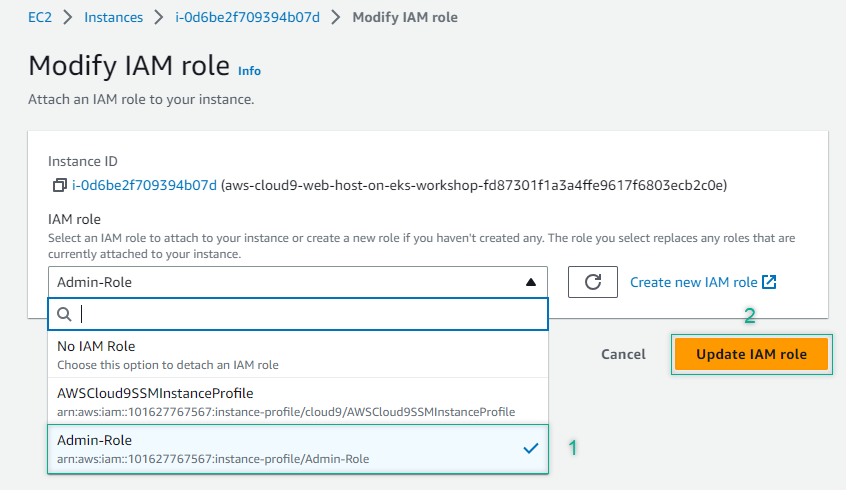 EC2 > Instances > i-0d6be2f709394b07d > Modify IAM role
Modify IAM role Info
Attach an IAM role to your instance.
Instance ID
i-0d6be2f709394b07d (aws-cloud9-web-host-on-eks-workshop-fd87301f1a3a4ffe9617f6803ecb2c0e)
IAM role
Select an IAM role to attach to your instance or create a new role if you haven't created any. The role you select replaces any roles that are
currently attached to your instance.
Admin-Role
Create new IAM role
No IAM Role
Choose this option to detach an IAM role
AWSCloud9SSMInstanceProfile
arn:aws:iam::101627767567:instance-profile/cloud9/AWSCloud9SSMInstanceProfile
Admin-Role
arn:aws:iam::101627767567:instance-profile/Admin-Role
1
2
Cancel
Update IAM role